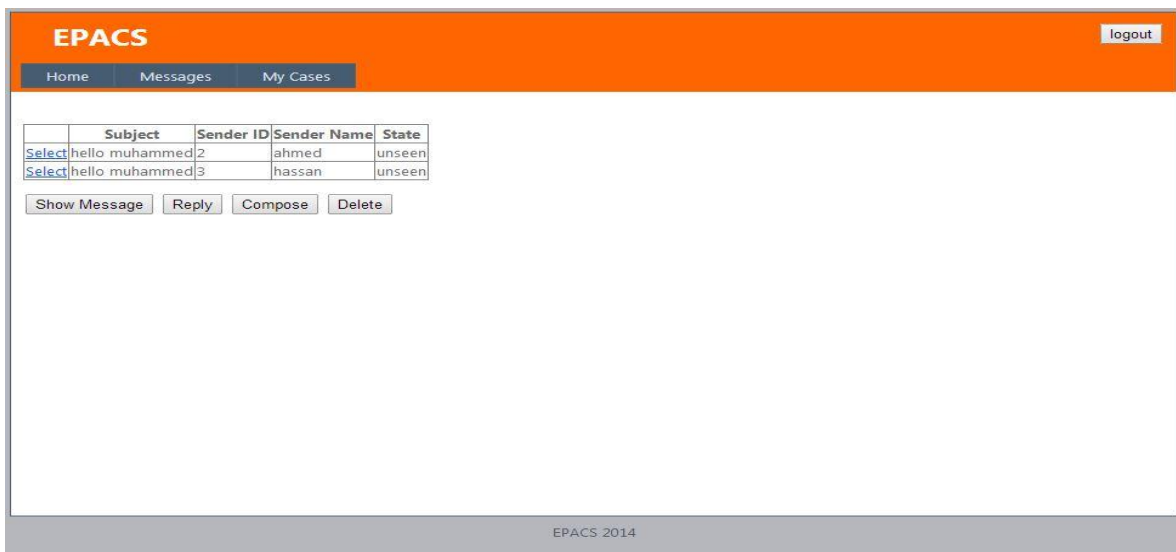 EPACS
logout
Home Messages My Cases
Subject Sender ID Sender Name State
Select hello muhammed 2 ahmed unseen
Select hello muhammed 3 hassan unseen
Show Message Reply Compose Delete
EPACS 2014